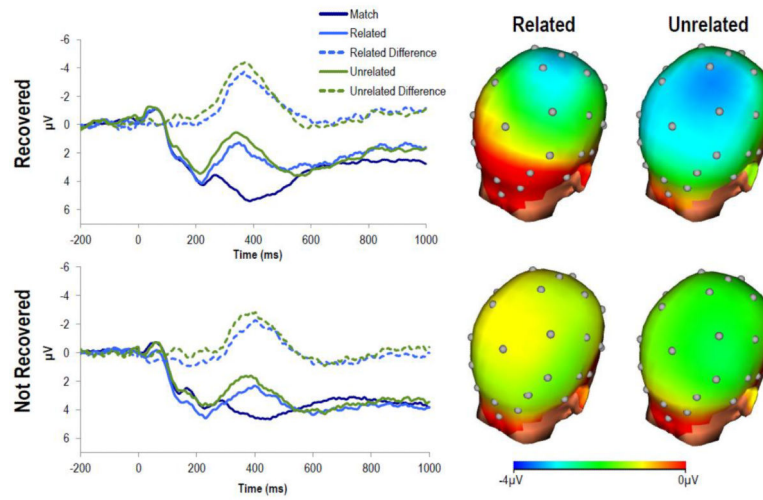 Match
Related
Related Difference
Unrelated
Unrelated Difference
Related
Unrelated
Recovered
µV
-6
-4
-2
0
2
4
6
-200
0
200
400
600
800
1000
Time (ms)
Not Recovered
µV
-6
-4
-2
0
2
4
6
-200
0
200
400
600
800
1000
Time (ms)
-4µV
0µV